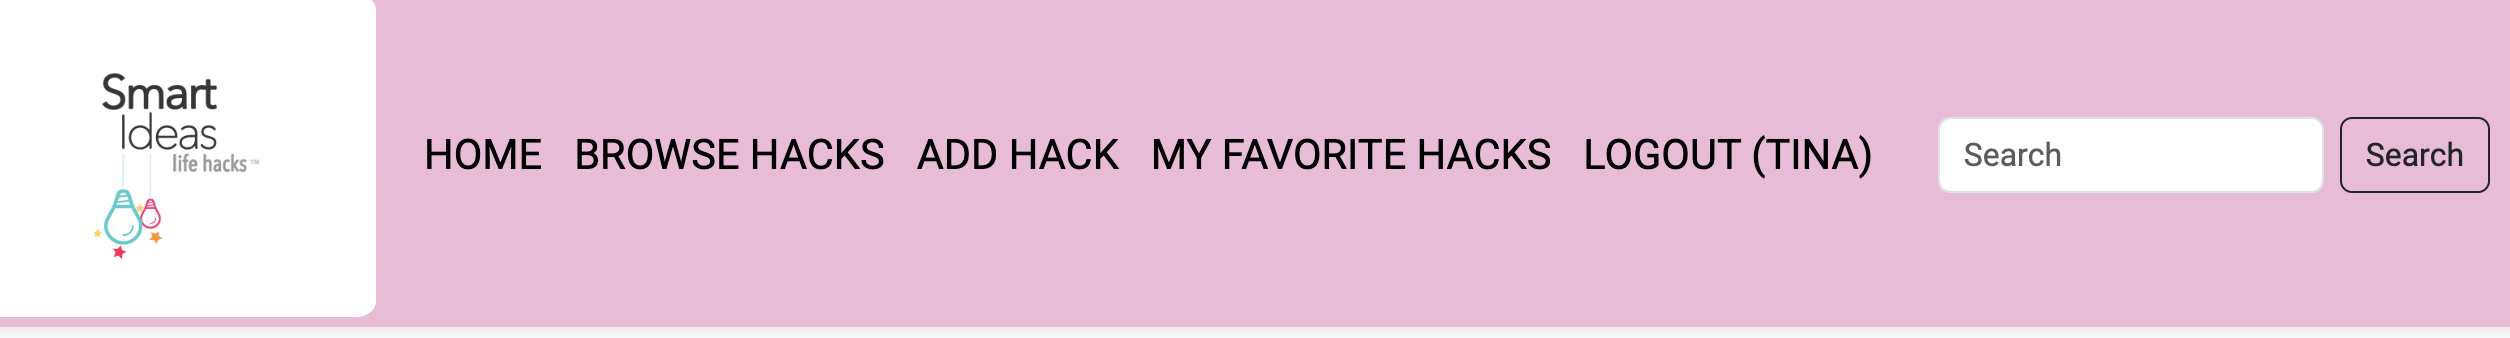 Smart
Ideas
life hacks™
HOME BROWSE HACKS ADD HACK MY FAVORITE HACKS LOGOUT (TINA) Search Search